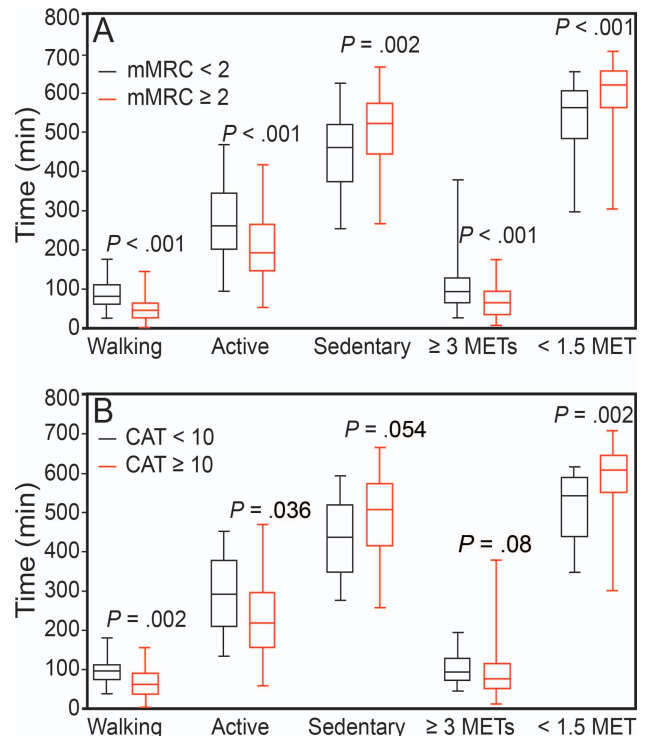 A
800
700
600
500
400
300
200
100
0
Time (min)
mMRC < 2
mMRC ≥ 2
P < .001
P < .001
P = .002
P < .001
P < .001
Walking Active Sedentary ≥ 3 METs < 1.5 MET
B
800
700
600
500
400
300
200
100
0
Time (min)
CAT < 10
CAT ≥ 10
P = .002
P = .036
P = .054
P = .08
P = .002
Walking Active Sedentary ≥ 3 METs < 1.5 MET